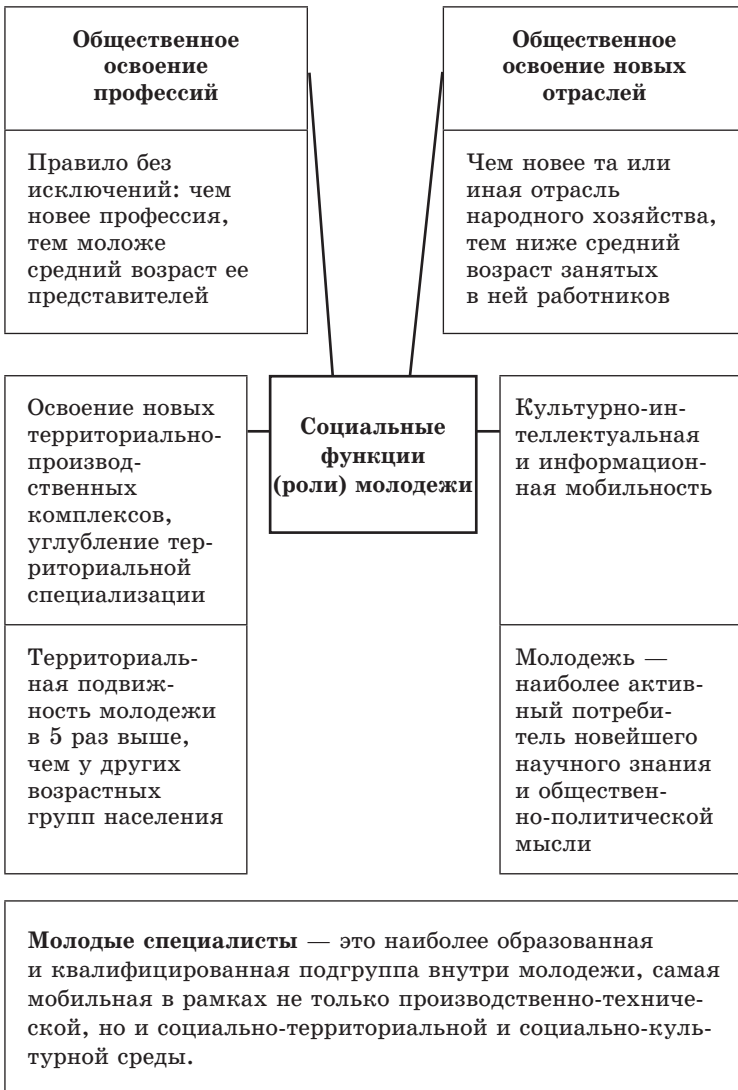 Общественное
освоение
профессий
Правило без
исключений: чем
новее профессия,
тем моложе
средний возраст ее
представителей
Общественное
освоение новых
отраслей
Чем новее та или
иная отрасль
народного хозяйства,
тем ниже средний
возраст занятых
в ней работников
Социальные
функции
(роли) молодежи
Освоение новых
территориально-
производ-
ственных
комплексов,
углубление тер-
риториальной
специализации
Территориаль-
ная подвиж-
ность молодежи
в 5 раз выше,
чем у других
возрастных
групп населения
Культурно-ин-
теллектуальная
и информацион-
ная мобильность
Молодежь —
наиболее актив-
ный потреби-
тель новейшего
научного знания
и обществен-
но-политической
мысли
Молодые специалисты — это наиболее образованная
и квалифицированная подгруппа внутри молодежи, самая
мобильная в рамках не только производственно-техниче-
ской, но и социально-территориальной и социально-куль-
турной среды.